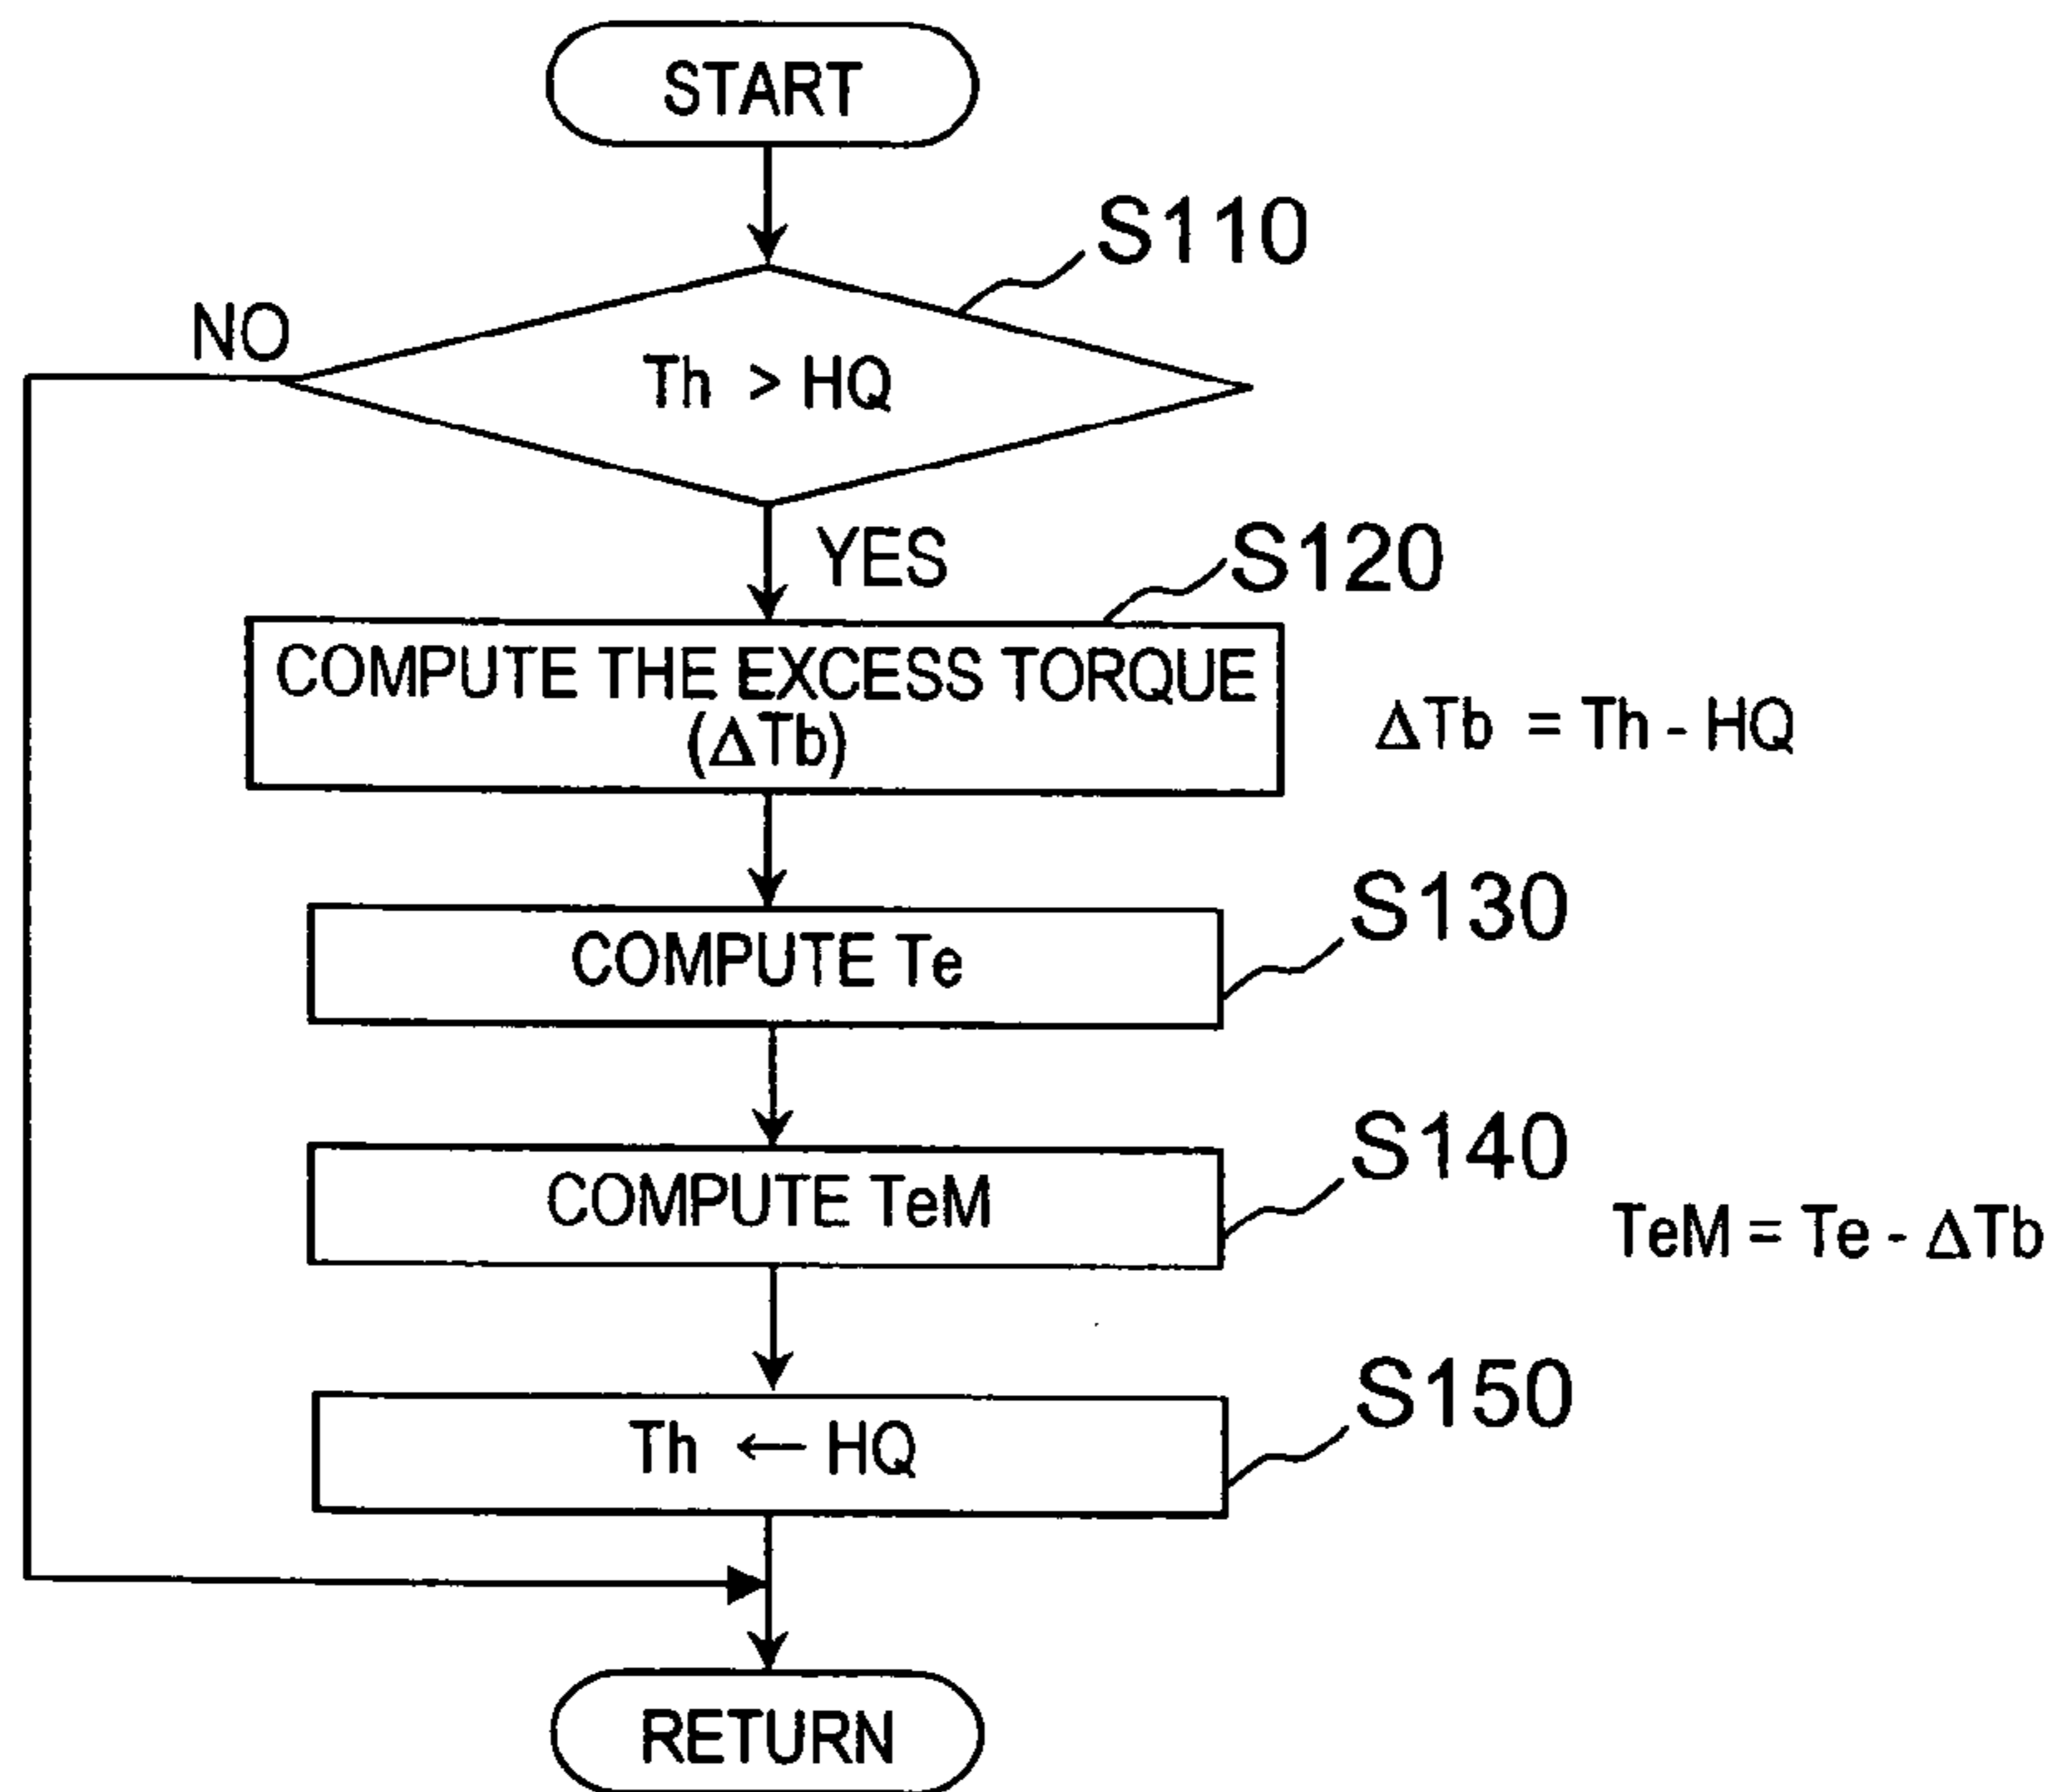 START
S110
NO
Th > HQ
YES
S120
COMPUTE THE EXCESS TORQUE
(ΔTb)
ΔTb = Th - HQ
S130
COMPUTE Te
S140
COMPUTE TeM
TeM = Te - ΔTb
S150
Th ← HQ
RETURN